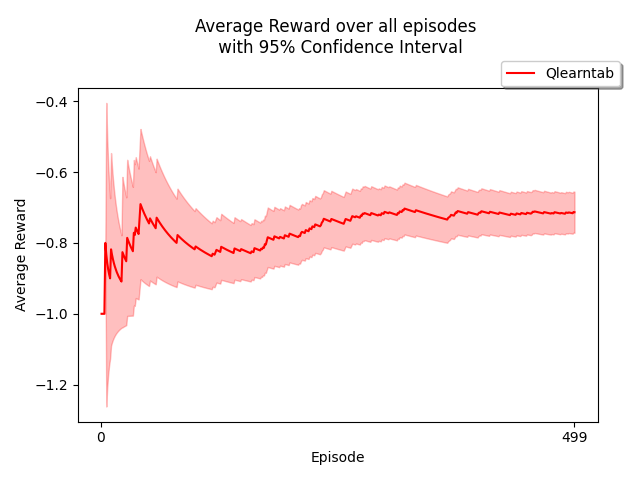 Average Reward over all episodes
with 95% Confidence Interval
Qlearntab
−0.4
−0.6
−0.8
−1.0
−1.2
Average Reward
0
499
Episode